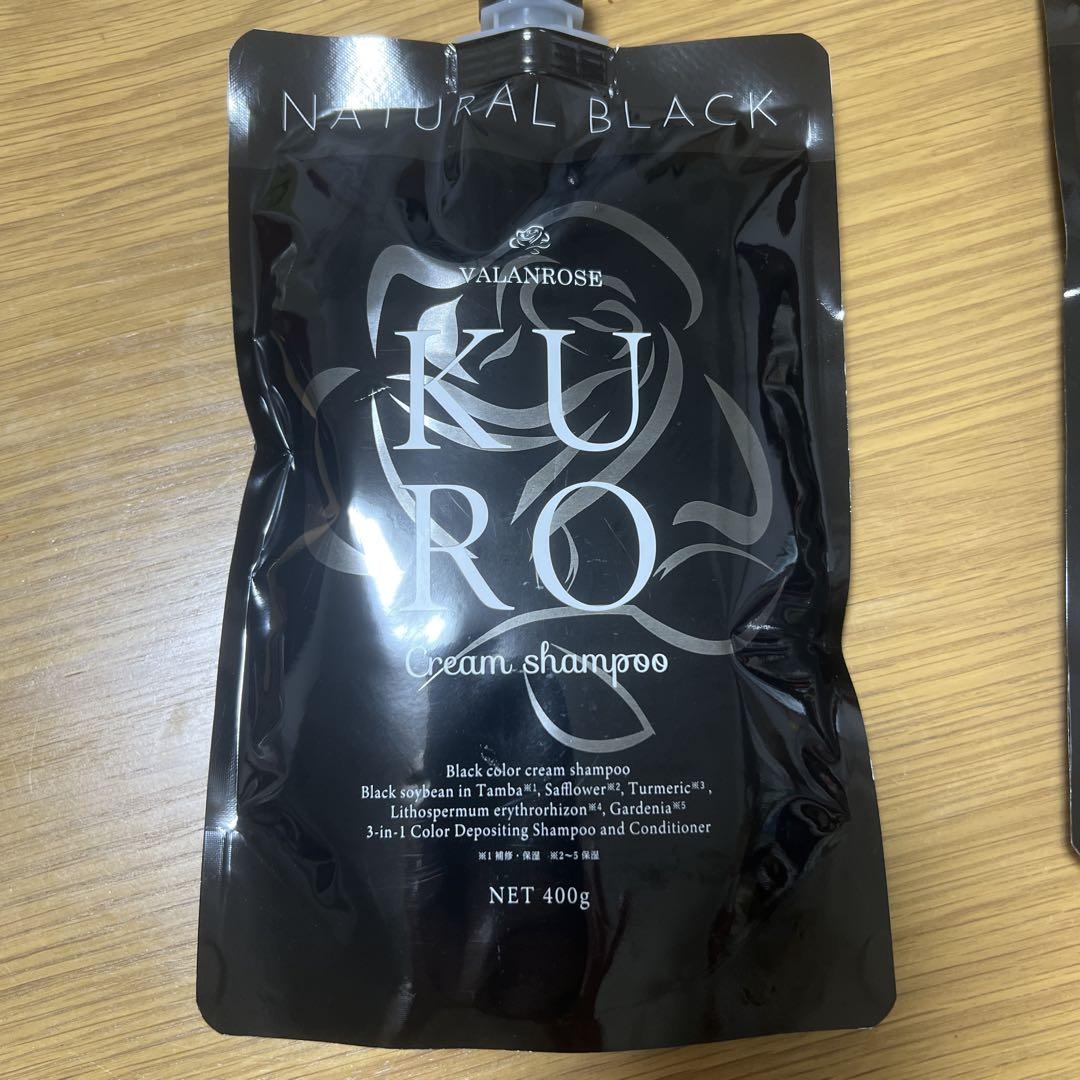 NATURAL BLACK
VALANROSE
KU
RO
Cream shampoo
Black color cream shampoo
Black soybean in Tamba※1, Safflower※2, Turmeric※3,
Lithospermum erythrorhizon※4, Gardenia※5
3-in-1 Color Depositing Shampoo and Conditioner
※1 補修・保湿 ※2～5 保湿
NET 400g